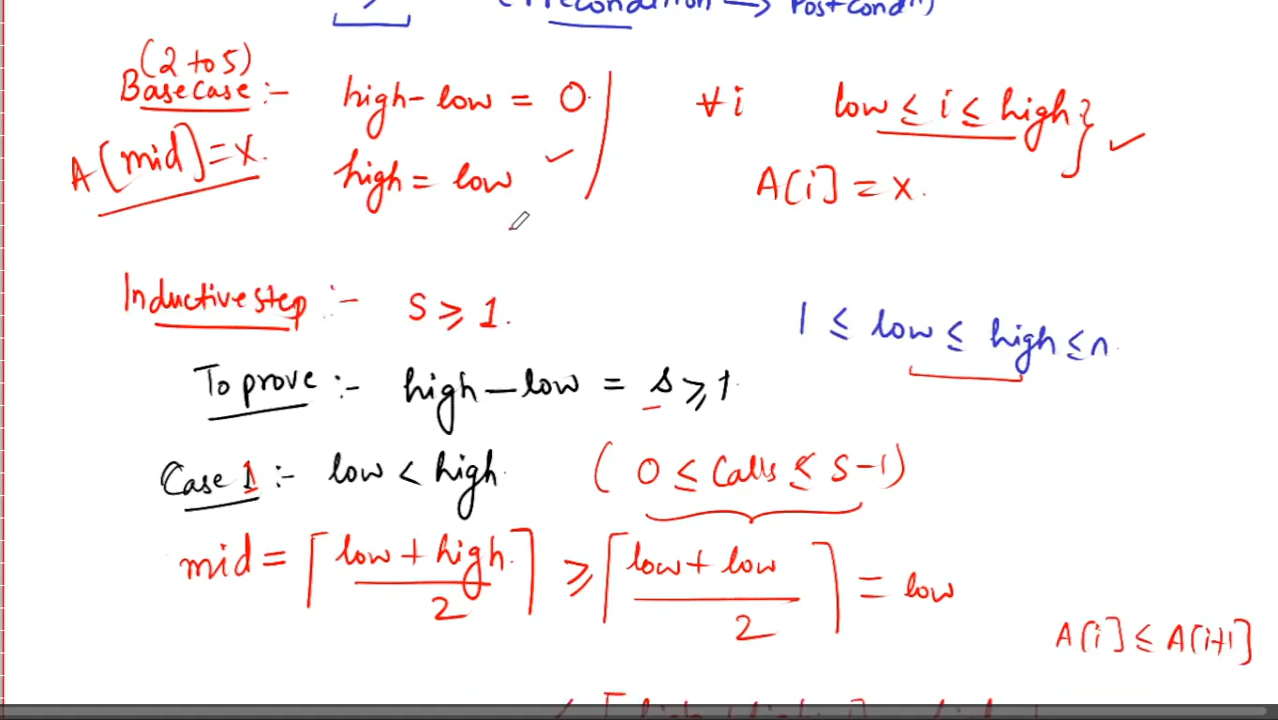 (Precondition → Postcondn)
(2 to 5)
Base case :- high - low = 0 ∀i low ≤ i ≤ high
A[mid] = x. high = low ✓ A[i] = x. ✓
Inductive step :- S ≥ 1. 1 ≤ low ≤ high ≤ n
To prove :- high - low = s ≥ 1.
Case 1 :- low < high. (0 ≤ Calls ≤ S-1)
mid = ⌈(low + high)/2⌉ ≥ ⌈(low + low)/2⌉ = low
A[i] ≤ A[i+1]